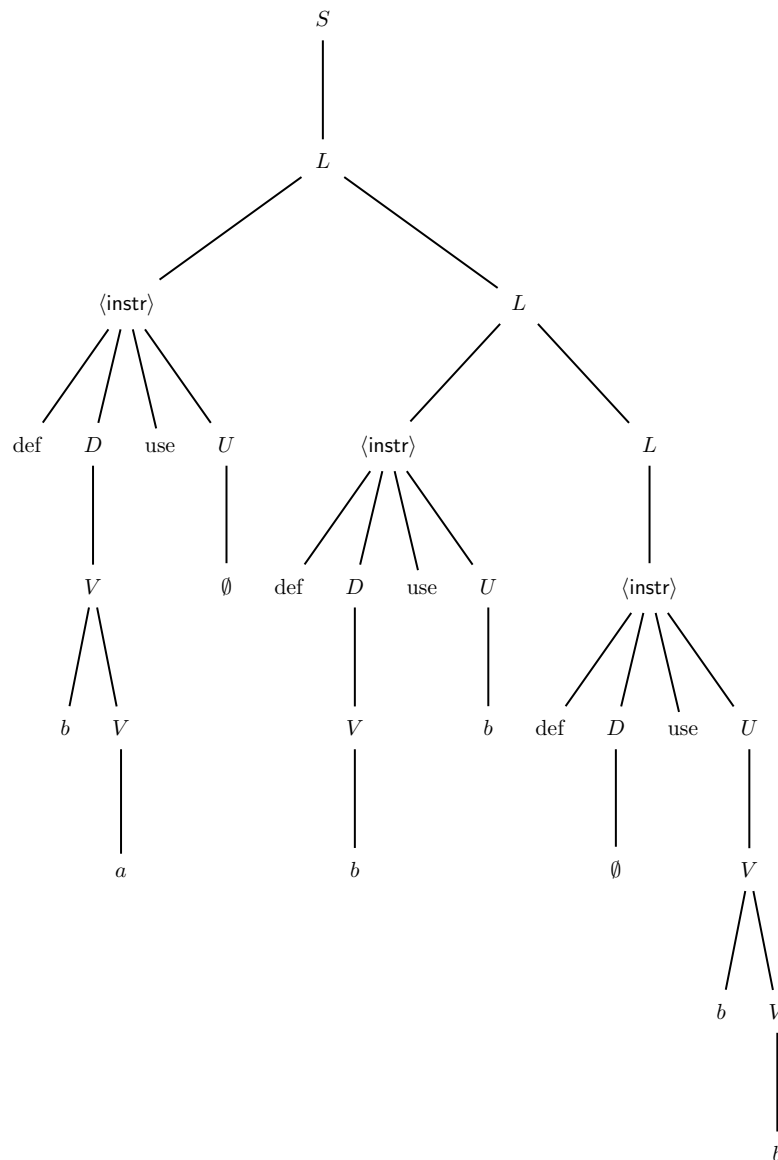 S
L
⟨instr⟩ L
def D use U ⟨instr⟩ L
V ∅ def D use U ⟨instr⟩
b V V b def D use U
a b ∅ V
b V